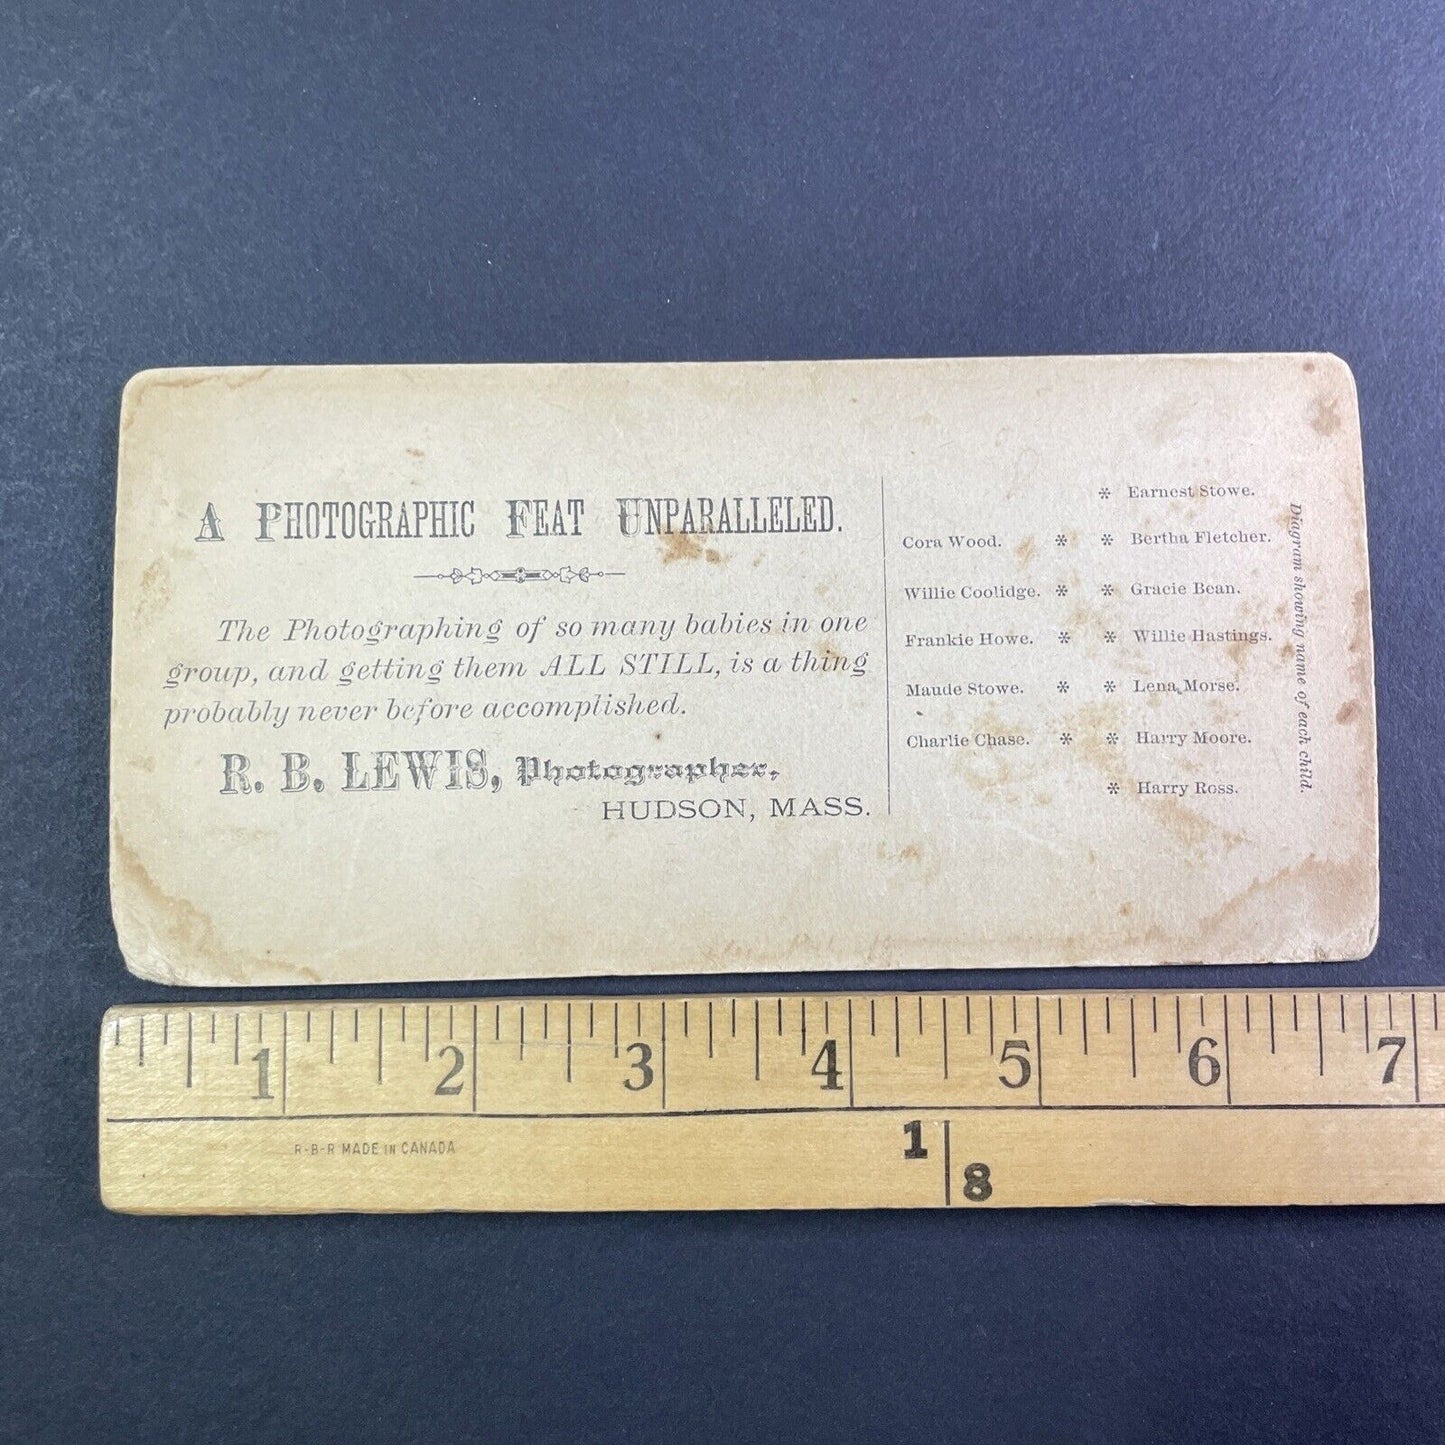 A PHOTOGRAPHIC FEAT UNPARALLELED.
The Photographing of so many babies in one
group, and getting them ALL STILL, is a thing
probably never before accomplished.
R. B. LEWIS, Photographer,
HUDSON, MASS.
* Earnest Stowe.
Cora Wood. * * Bertha Fletcher.
Willie Coolidge. * * Gracie Bean.
Frankie Howe. * * Willie Hastings.
Maude Stowe. * * Lena Morse.
Charlie Chase. * * Harry Moore.
* Harry Ross.
Diagram showing name of each child.
1 2 3 4 5 6 7
R-B-R MADE IN CANADA
1
8